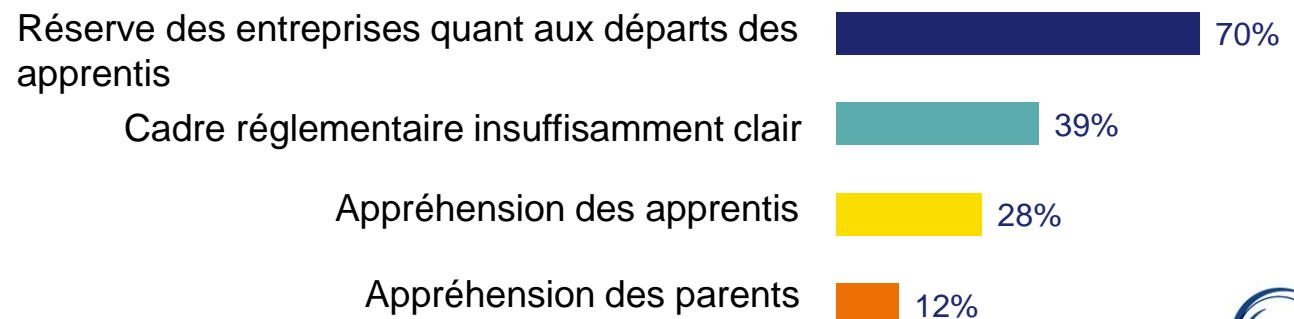 Réserve des entreprises quant aux départs des
apprentis
70%
Cadre réglementaire insuffisamment clair
39%
Appréhension des apprentis
28%
Appréhension des parents
12%